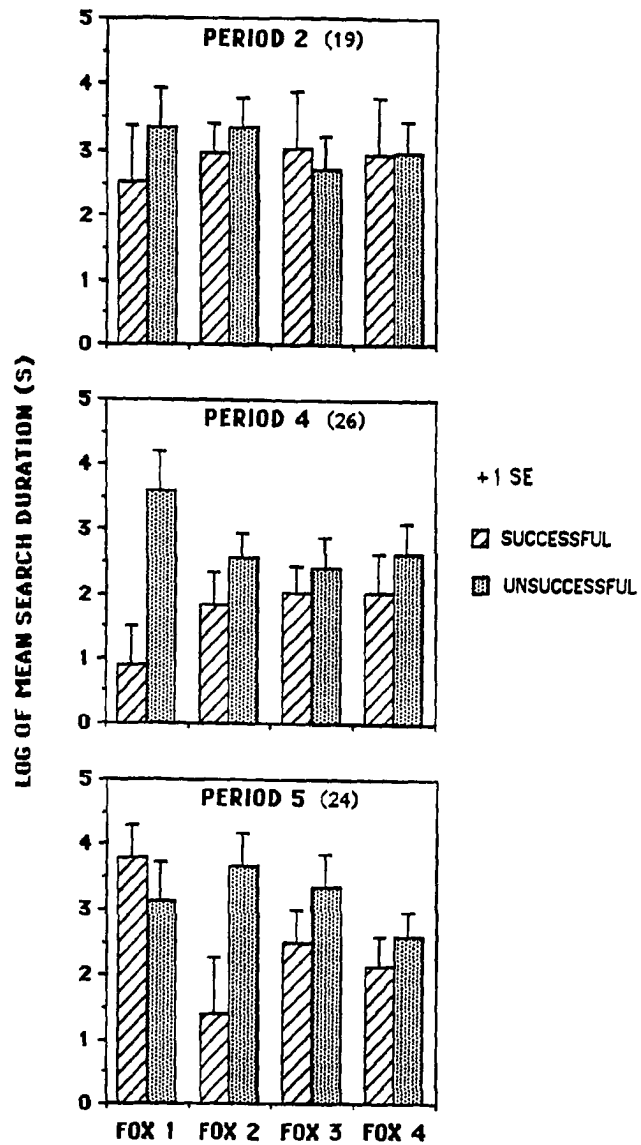 LOG OF MEAN SEARCH DURATION (S)
PERIOD 2 (19)
5
4
3
2
1
0
PERIOD 4 (26)
5
4
3
2
1
0
PERIOD 5 (24)
5
4
3
2
1
0
FOX 1 FOX 2 FOX 3 FOX 4
+1 SE
SUCCESSFUL
UNSUCCESSFUL